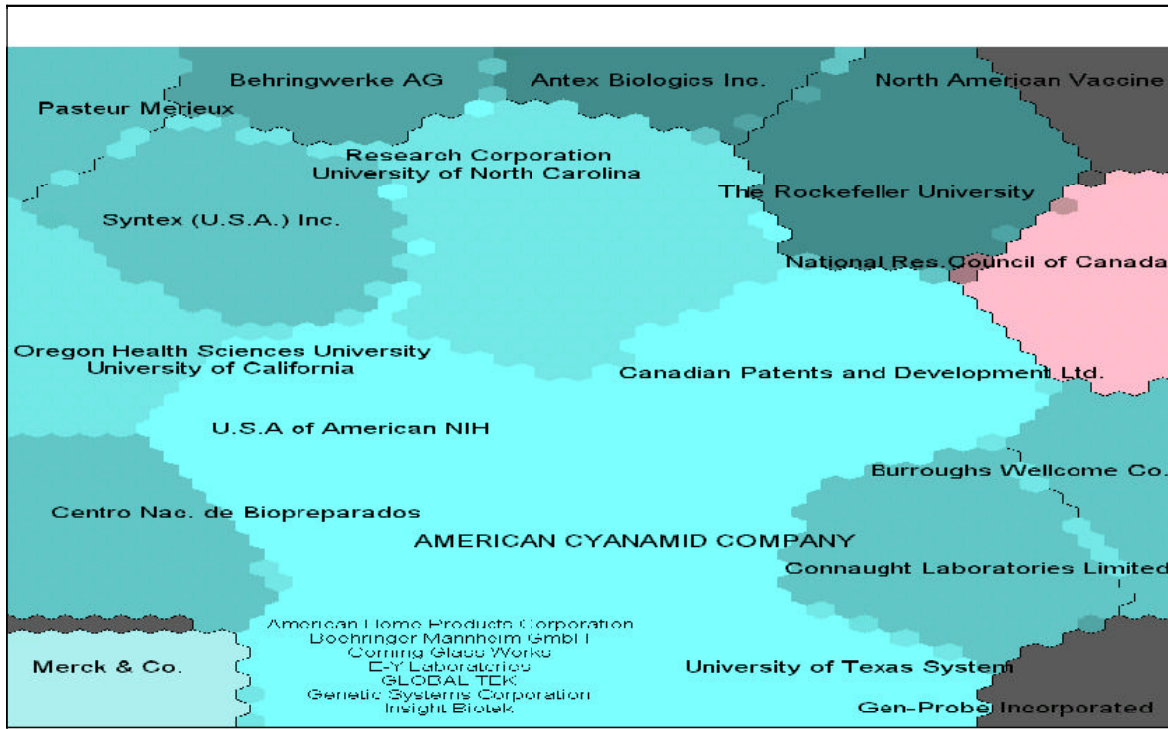 Behringwerke AG
Antex Biologics Inc.
North American Vaccine
Pasteur Merieux
Research Corporation
University of North Carolina
The Rockefeller University
Syntex (U.S.A.) Inc.
National Res.Council of Canada
Oregon Health Sciences University
University of California
Canadian Patents and Development Ltd.
U.S.A of American NIH
Burroughs Wellcome Co.
Centro Nac. de Biopreparados
AMERICAN CYANAMID COMPANY
Connaught Laboratories Limited
American Home Products Corporation
Boehringer Mannheim GmbH
Corning Glass Works
E-Y Laboratories
GLOBAL TEK
Genetic Systems Corporation
Insight Biotek
Merck & Co.
University of Texas System
Gen-Probe Incorporated